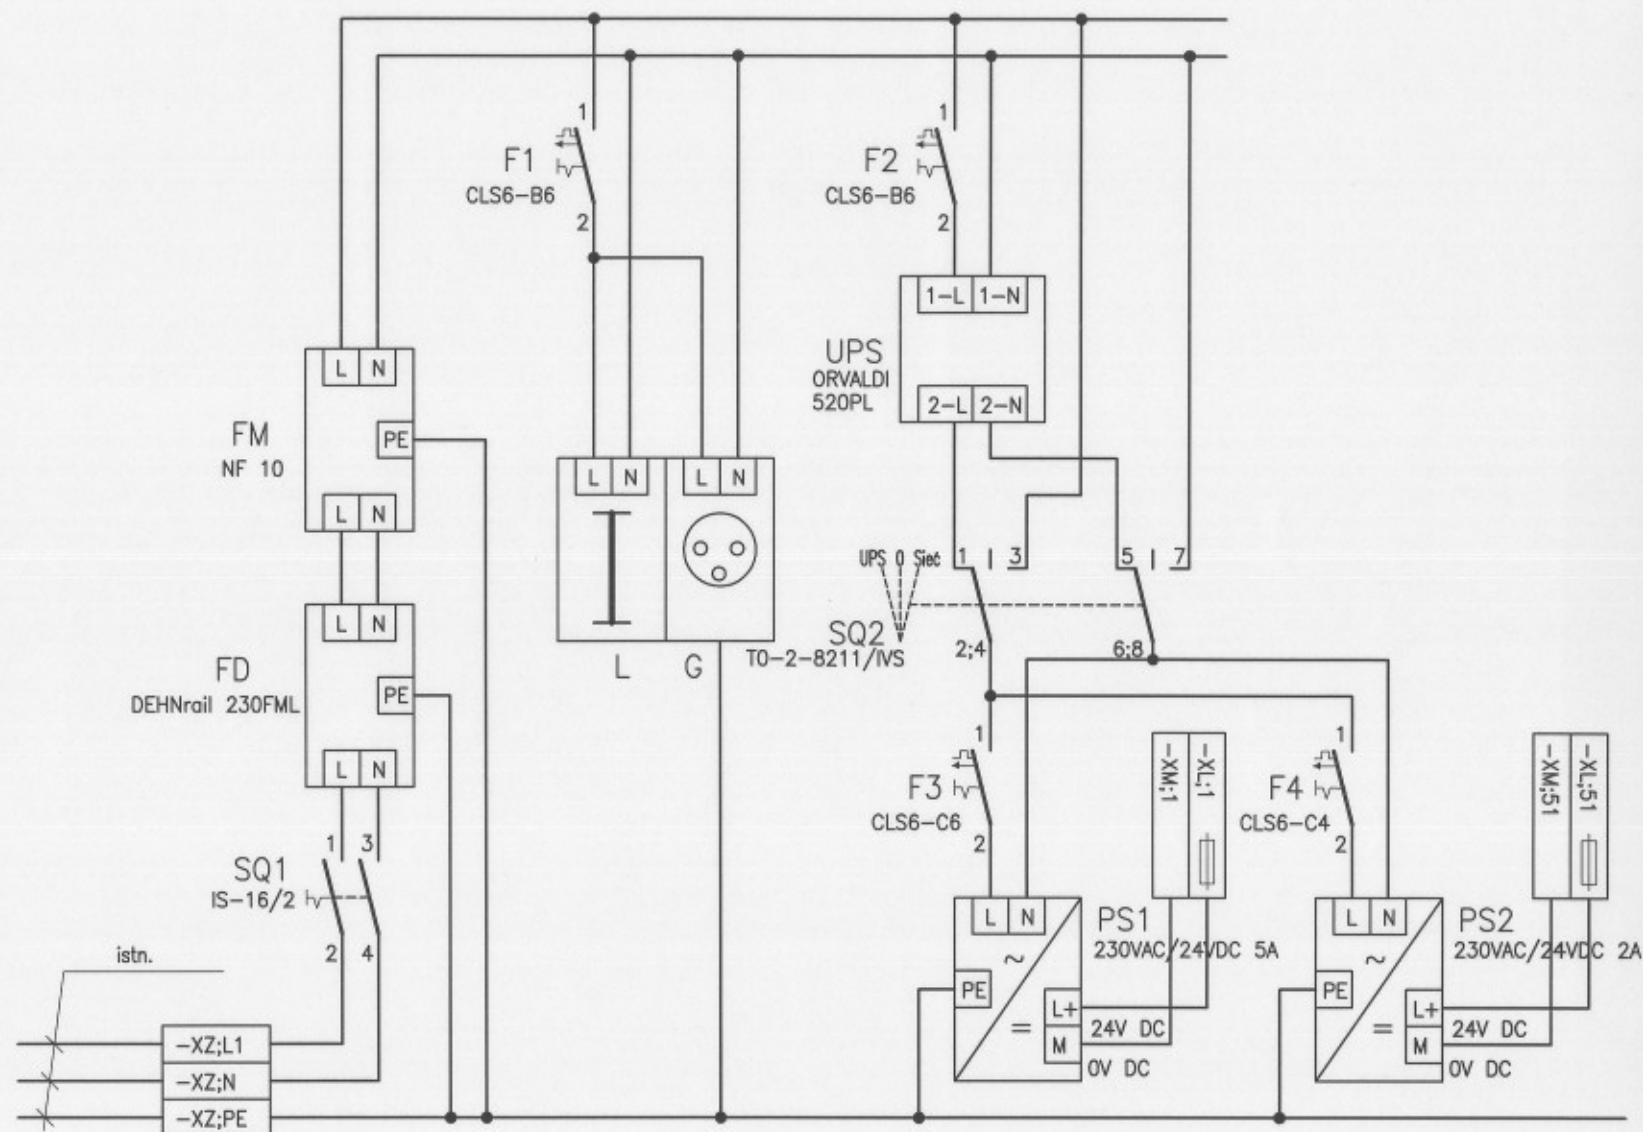 1
F1
CLS6-B6
2
1
F2
CLS6-B6
2
1-L 1-N
UPS
ORVALDI
520PL
2-L 2-N
L N
FM
NF 10
PE
L N
L N
L N
L G
L N
FD
DEHNrail 230FML
PE
L N
UPS 0 Sieć
1 3
5 7
SQ2
TO-2-8211/IVS
2;4
6;8
1
F3
CLS6-C6
2
-XM;1
-XL;1
1
F4
CLS6-C4
2
-XM;51
-XL;51
1 3
SQ1
IS-16/2
2 4
istn.
L N
PS1
230VAC/24VDC 5A
~
PE
L+
24V DC
=
M
0V DC
L N
PS2
230VAC/24VDC 2A
~
PE
L+
24V DC
=
M
0V DC
-XZ;L1
-XZ;N
-XZ;PE